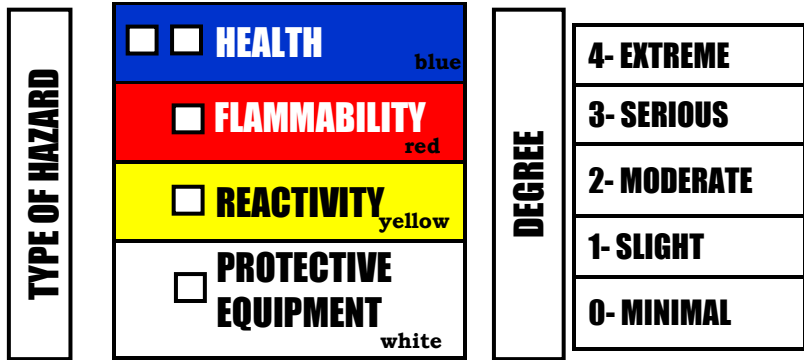 TYPE OF HAZARD
HEALTH
blue
FLAMMABILITY
red
REACTIVITY
yellow
PROTECTIVE
EQUIPMENT
white
DEGREE
4- EXTREME
3- SERIOUS
2- MODERATE
1- SLIGHT
0- MINIMAL